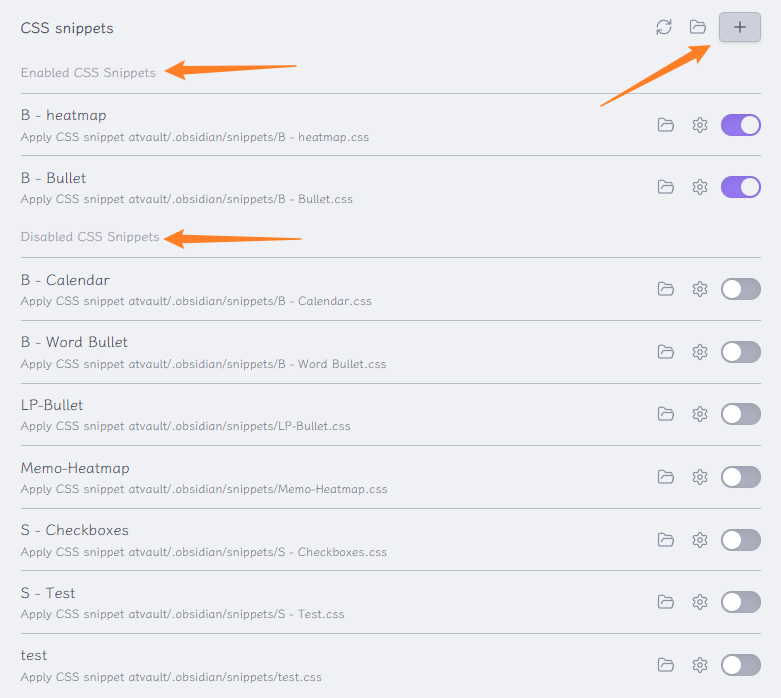 CSS snippets
Enabled CSS Snippets
B - heatmap
Apply CSS snippet atvault/.obsidian/snippets/B - heatmap.css
B - Bullet
Apply CSS snippet atvault/.obsidian/snippets/B - Bullet.css
Disabled CSS Snippets
B - Calendar
Apply CSS snippet atvault/.obsidian/snippets/B - Calendar.css
B - Word Bullet
Apply CSS snippet atvault/.obsidian/snippets/B - Word Bullet.css
LP-Bullet
Apply CSS snippet atvault/.obsidian/snippets/LP-Bullet.css
Memo-Heatmap
Apply CSS snippet atvault/.obsidian/snippets/Memo-Heatmap.css
S - Checkboxes
Apply CSS snippet atvault/.obsidian/snippets/S - Checkboxes.css
S - Test
Apply CSS snippet atvault/.obsidian/snippets/S - Test.css
test
Apply CSS snippet atvault/.obsidian/snippets/test.css